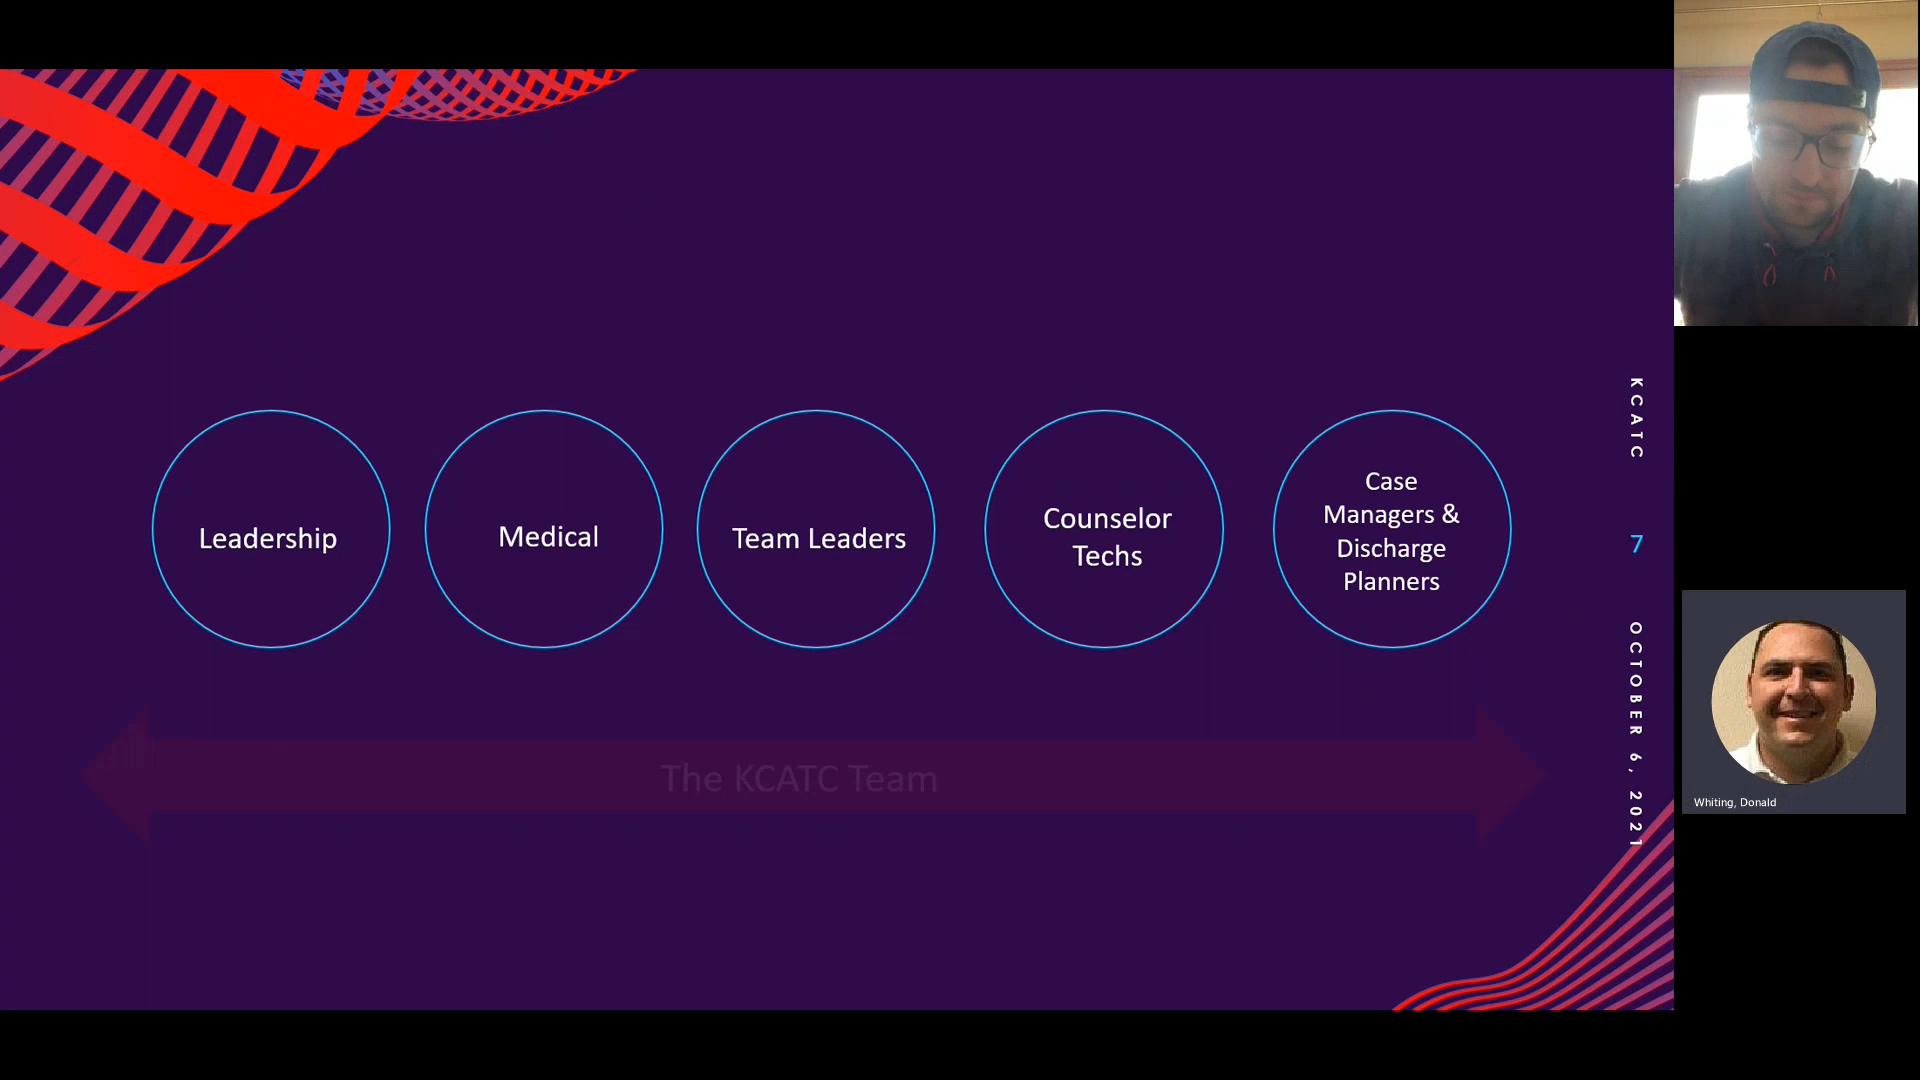 Leadership
Medical
Team Leaders
Counselor
Techs
Case
Managers &
Discharge
Planners
The KCATC Team
KCATC
7
OCTOBER 6, 2021
Whiting, Donald